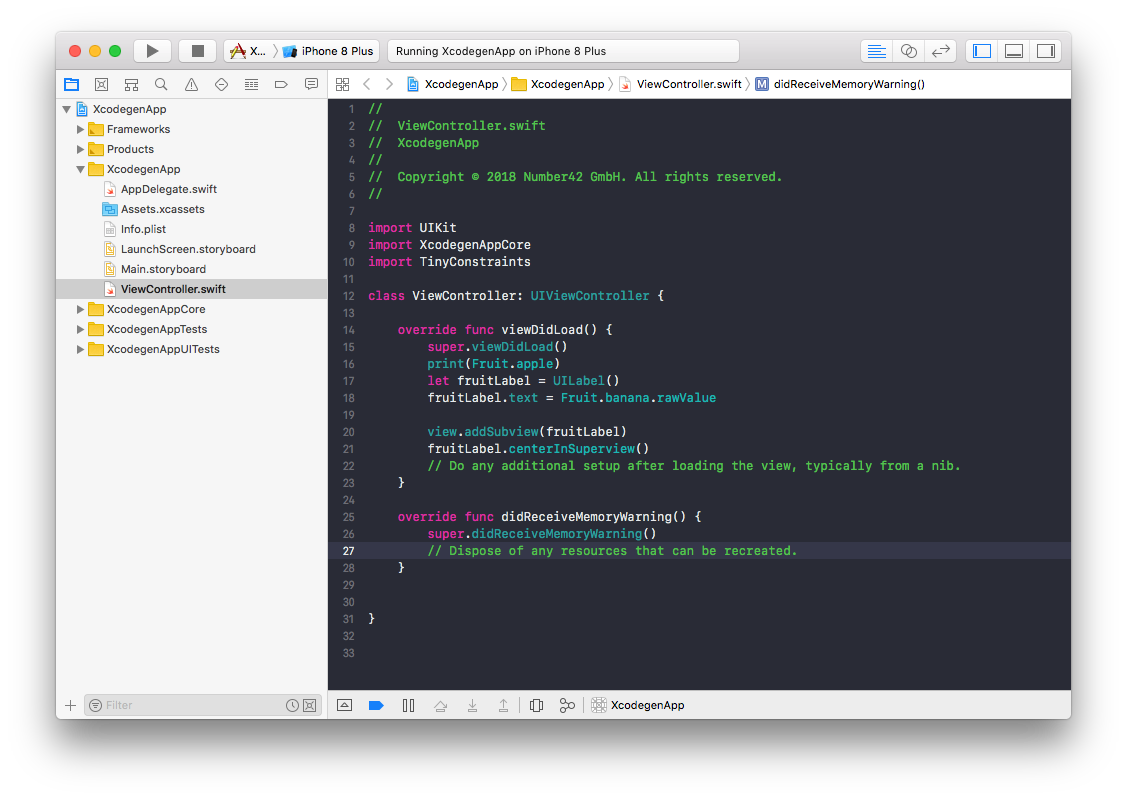 X... iPhone 8 Plus Running XcodegenApp on iPhone 8 Plus
XcodegenApp XcodegenApp ViewController.swift M didReceiveMemoryWarning()
XcodegenApp
Frameworks
Products
XcodegenApp
AppDelegate.swift
Assets.xcassets
Info.plist
LaunchScreen.storyboard
Main.storyboard
ViewController.swift
XcodegenAppCore
XcodegenAppTests
XcodegenAppUITests
Filter
1 //
2 //  ViewController.swift
3 //  XcodegenApp
4 //
5 //  Copyright © 2018 Number42 GmbH. All rights reserved.
6 //
7
8 import UIKit
9 import XcodegenAppCore
10 import TinyConstraints
11
12 class ViewController: UIViewController {
13
14     override func viewDidLoad() {
15         super.viewDidLoad()
16         print(Fruit.apple)
17         let fruitLabel = UILabel()
18         fruitLabel.text = Fruit.banana.rawValue
19
20         view.addSubview(fruitLabel)
21         fruitLabel.centerInSuperview()
22         // Do any additional setup after loading the view, typically from a nib.
23     }
24
25     override func didReceiveMemoryWarning() {
26         super.didReceiveMemoryWarning()
27         // Dispose of any resources that can be recreated.
28     }
29
30
31 }
32
33
XcodegenApp